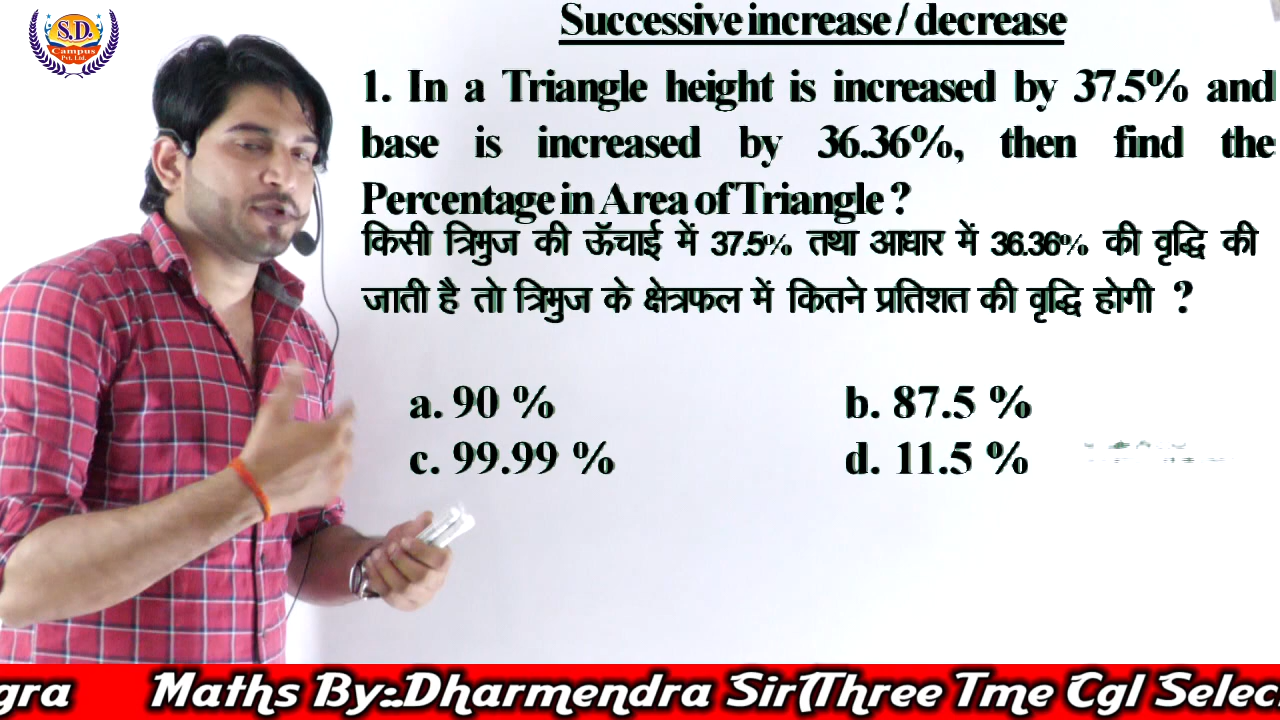 S.D.
Campus
Pvt. Ltd.
Successive increase / decrease
1. In a Triangle height is increased by 37.5% and
base is increased by 36.36%, then find the
Percentage in Area of Triangle ?
किसी त्रिमुज की ऊँचाई में 37.5% तथा आधार में 36.36% की वृद्धि की
जाती है तो त्रिमुज के क्षेत्रफल में कितने प्रतिशत की वृद्धि होगी ?
a. 90 % b. 87.5 %
c. 99.99 % d. 11.5 %
gra Maths By:-Dharmendra Sir(Three Tme Cgl Selec